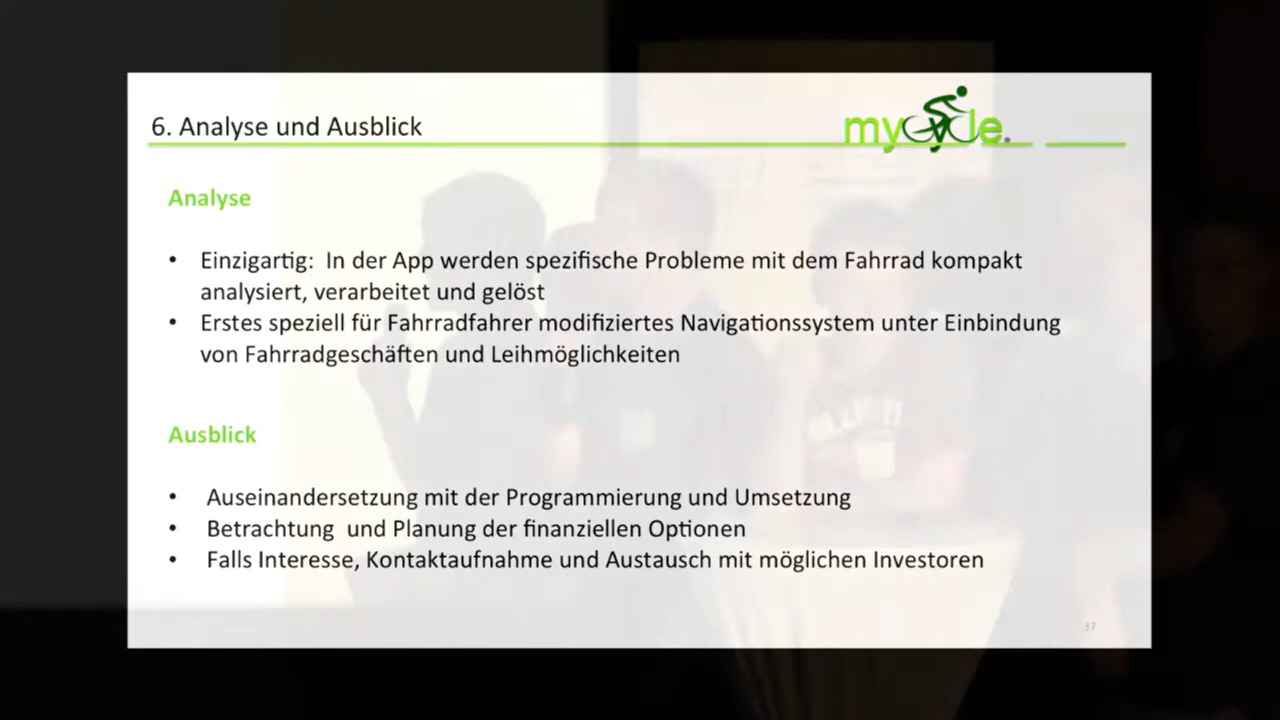 6. Analyse und Ausblick
mycycle.
Analyse
• Einzigartig: In der App werden spezifische Probleme mit dem Fahrrad kompakt
analysiert, verarbeitet und gelöst
• Erstes speziell für Fahrradfahrer modifiziertes Navigationssystem unter Einbindung
von Fahrradgeschäften und Leihmöglichkeiten
Ausblick
• Auseinandersetzung mit der Programmierung und Umsetzung
• Betrachtung und Planung der finanziellen Optionen
• Falls Interesse, Kontaktaufnahme und Austausch mit möglichen Investoren
37